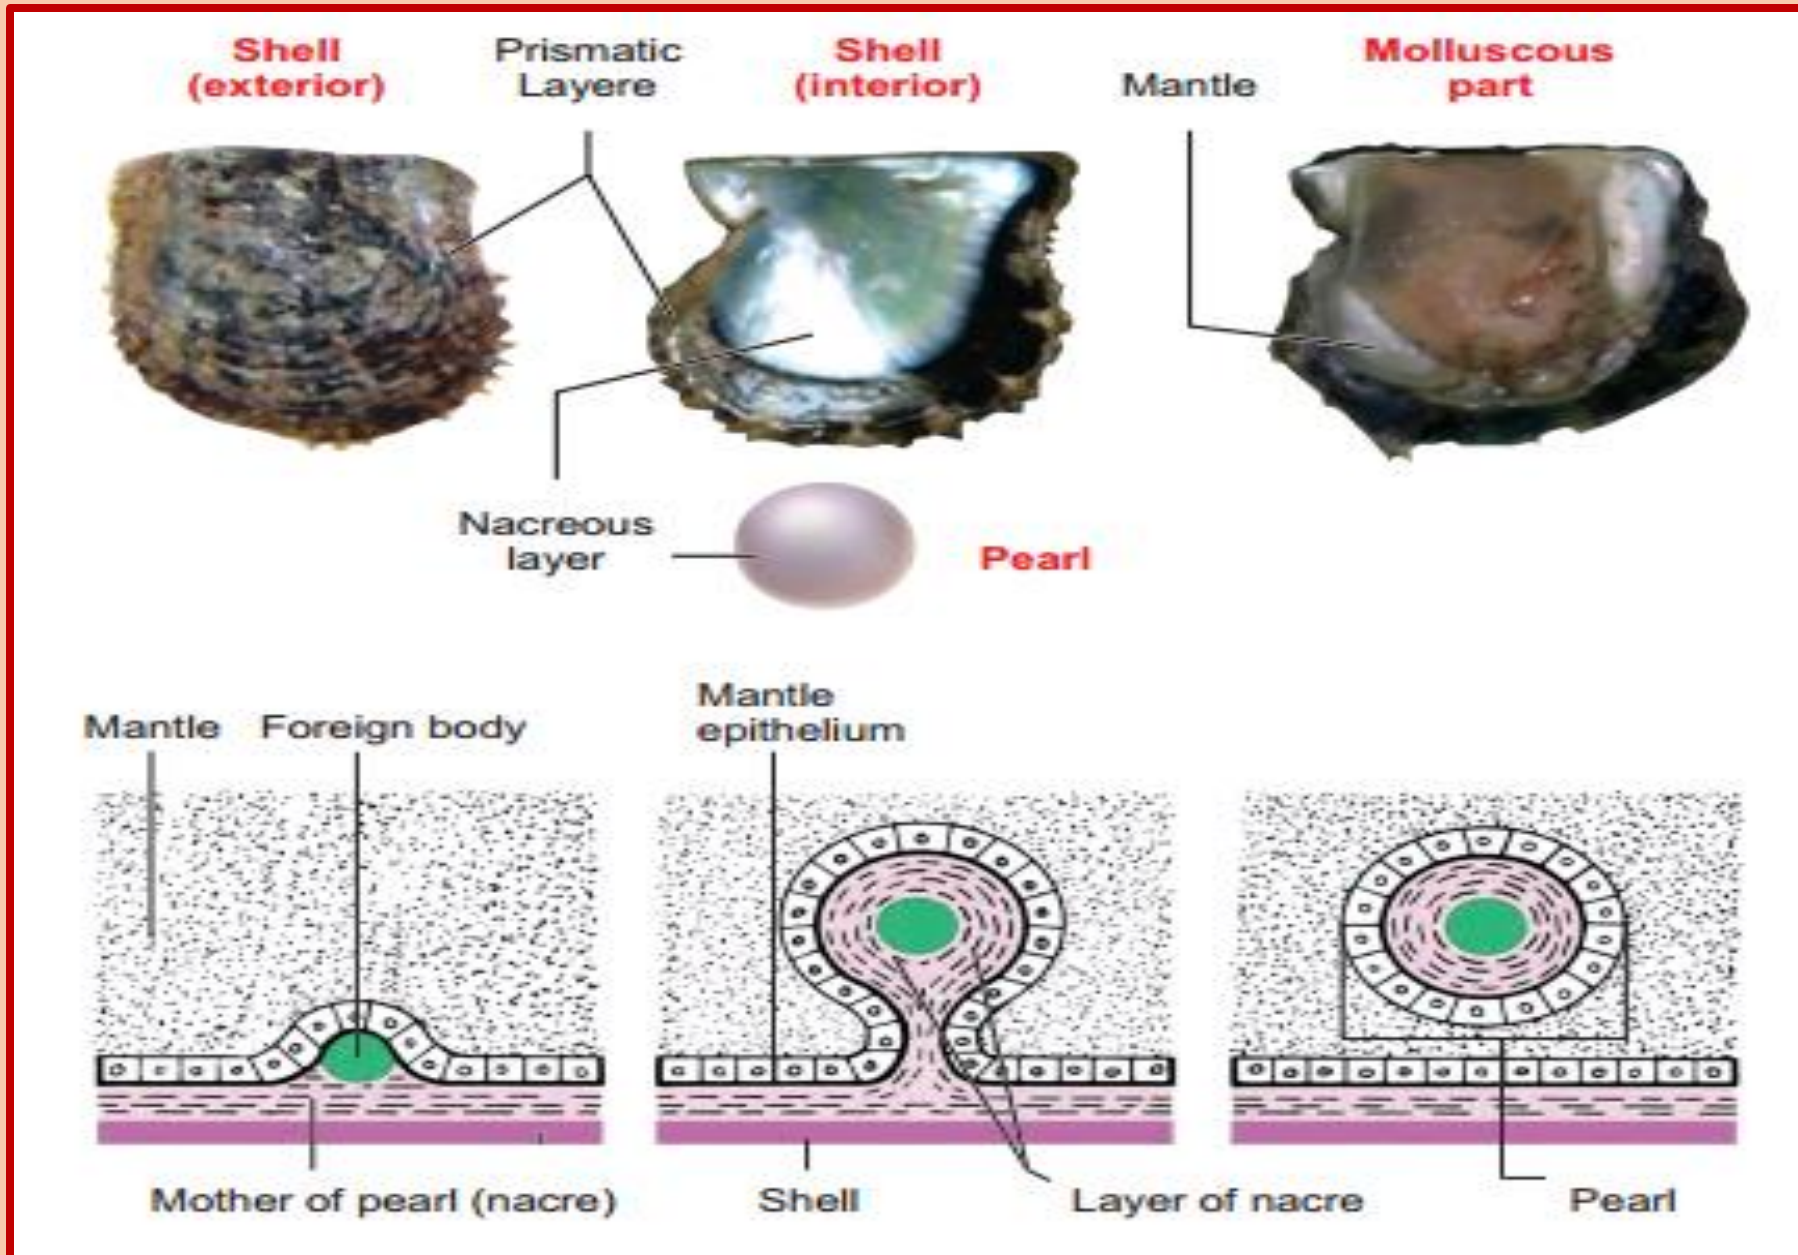 Shell
(exterior)
Prismatic
Layere
Shell
(interior)
Mantle
Molluscous
part
Nacreous
layer
Pearl
Mantle
Foreign body
Mantle
epithelium
Mother of pearl (nacre)
Shell
Layer of nacre
Pearl